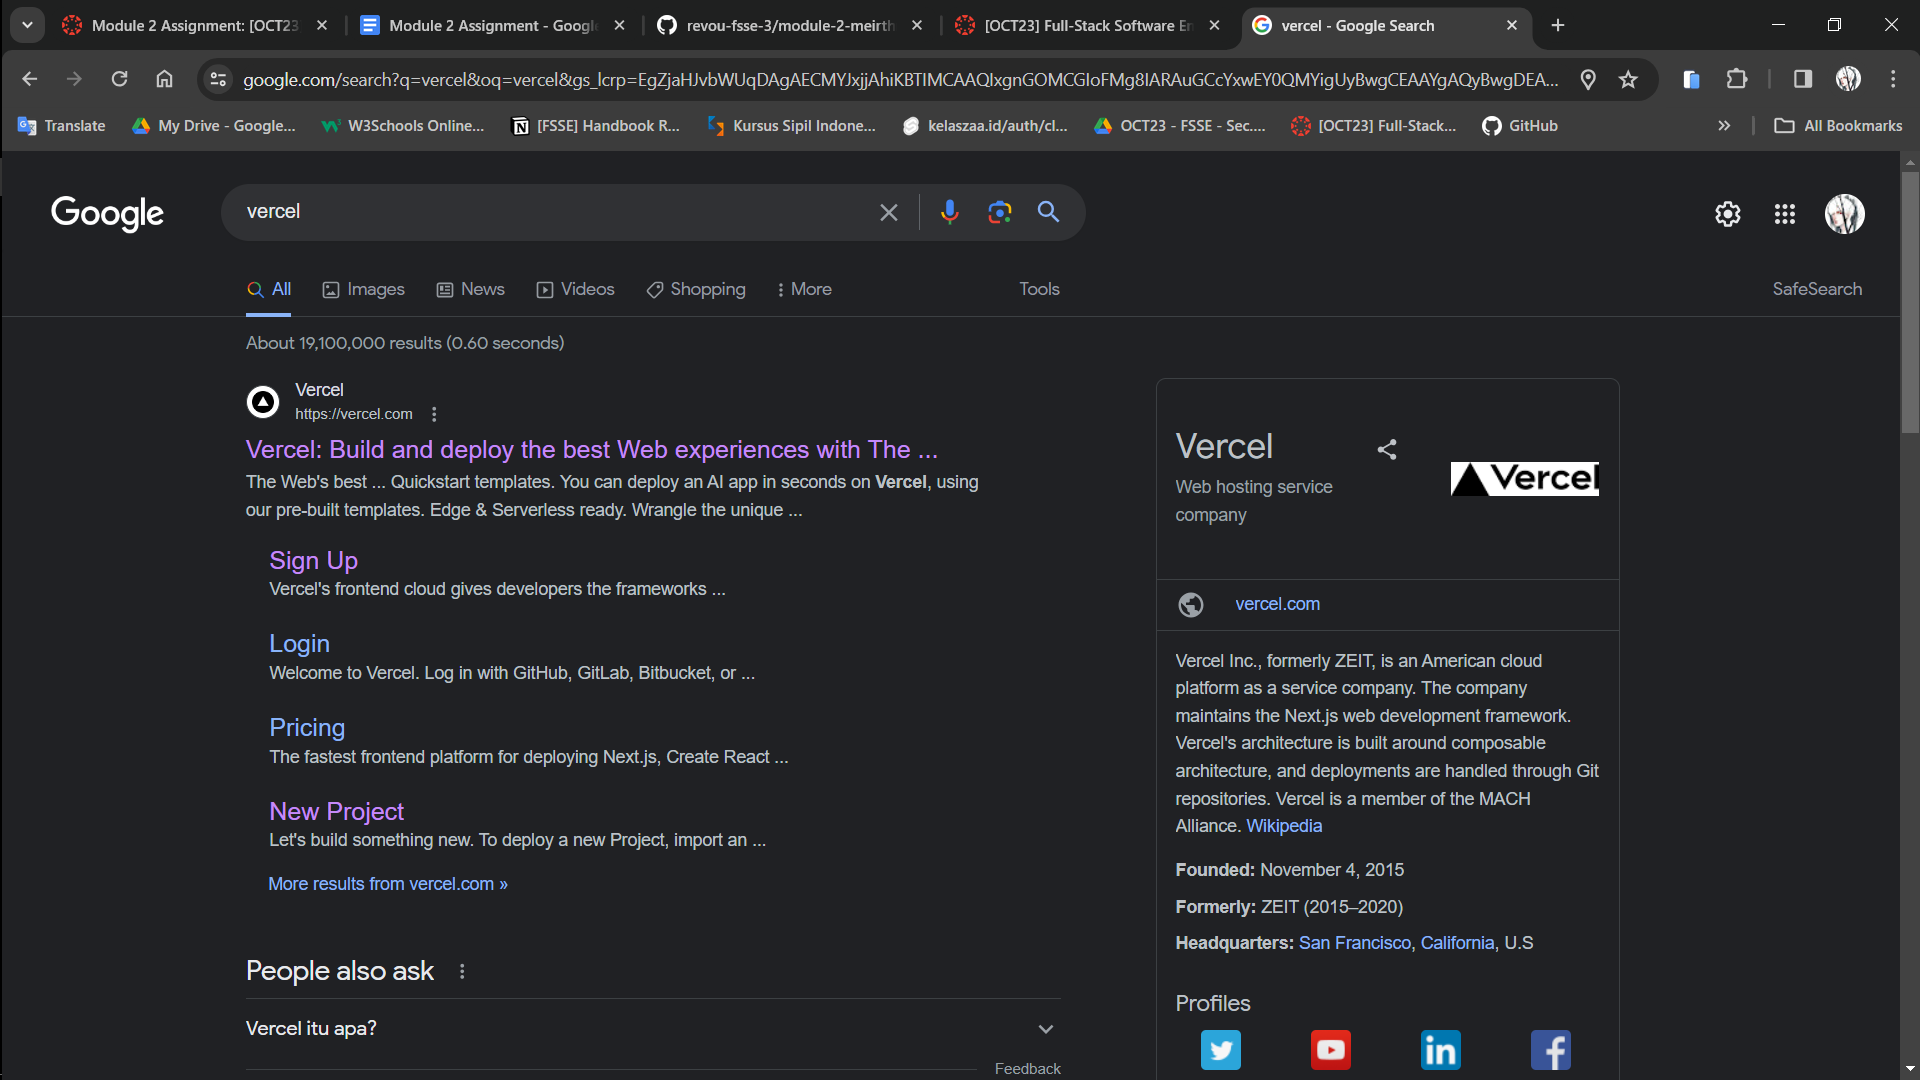 Module 2 Assignment: [OCT23
Module 2 Assignment - Googl
revou-fsse-3/module-2-meirth
[OCT23] Full-Stack Software En
vercel - Google Search
google.com/search?q=vercel&oq=vercel&gs_lcrp=EgZjaHJvbWUqDAgAECMYJxjjAhiKBTIMCAAQIxgnGOMCGIoFMg8IARAuGCcYxwEY0QMYigUyBwgCEAAYgAQyBwgDEA...
Translate
My Drive - Google...
W3Schools Online...
[FSSE] Handbook R...
Kursus Sipil Indone...
kelaszaa.id/auth/cl...
OCT23 - FSSE - Sec....
[OCT23] Full-Stack...
GitHub
All Bookmarks
Google
vercel
All
Images
News
Videos
Shopping
More
Tools
SafeSearch
About 19,100,000 results (0.60 seconds)
Vercel
https://vercel.com
Vercel: Build and deploy the best Web experiences with The ...
The Web's best ... Quickstart templates. You can deploy an AI app in seconds on Vercel, using
our pre-built templates. Edge & Serverless ready. Wrangle the unique ...
Sign Up
Vercel's frontend cloud gives developers the frameworks ...
Login
Welcome to Vercel. Log in with GitHub, GitLab, Bitbucket, or ...
Pricing
The fastest frontend platform for deploying Next.js, Create React ...
New Project
Let's build something new. To deploy a new Project, import an ...
More results from vercel.com »
People also ask
Vercel itu apa?
Feedback
Vercel
Web hosting service
company
Vercel
vercel.com
Vercel Inc., formerly ZEIT, is an American cloud
platform as a service company. The company
maintains the Next.js web development framework.
Vercel's architecture is built around composable
architecture, and deployments are handled through Git
repositories. Vercel is a member of the MACH
Alliance. Wikipedia
Founded: November 4, 2015
Formerly: ZEIT (2015–2020)
Headquarters: San Francisco, California, U.S
Profiles